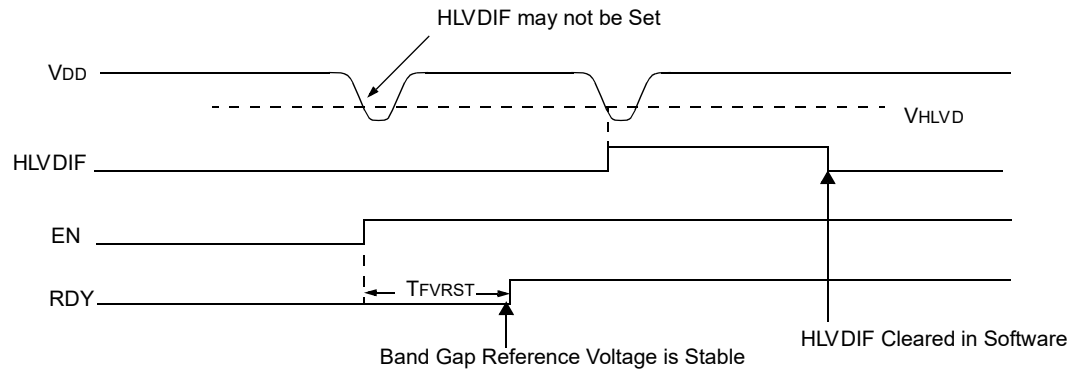 HLVDIF may not be Set
VDD
VHLVD
HLVDIF
EN
TFVRST
RDY
Band Gap Reference Voltage is Stable
HLVDIF Cleared in Software